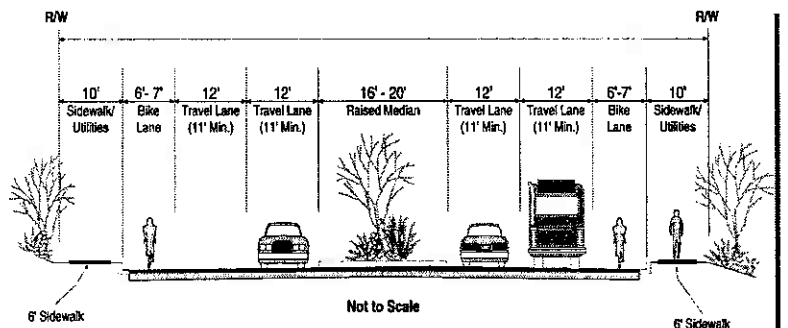 R/W R/W
10' 6'- 7' 12' 12' 16' - 20' 12' 12' 6'-7' 10'
Sidewalk/ Bike Travel Lane Travel Lane Raised Median Travel Lane Travel Lane Bike Sidewalk/
Utilities Lane (11' Min.) (11' Min.) (11' Min.) (11' Min.) Lane Utilities
6' Sidewalk Not to Scale 6' Sidewalk